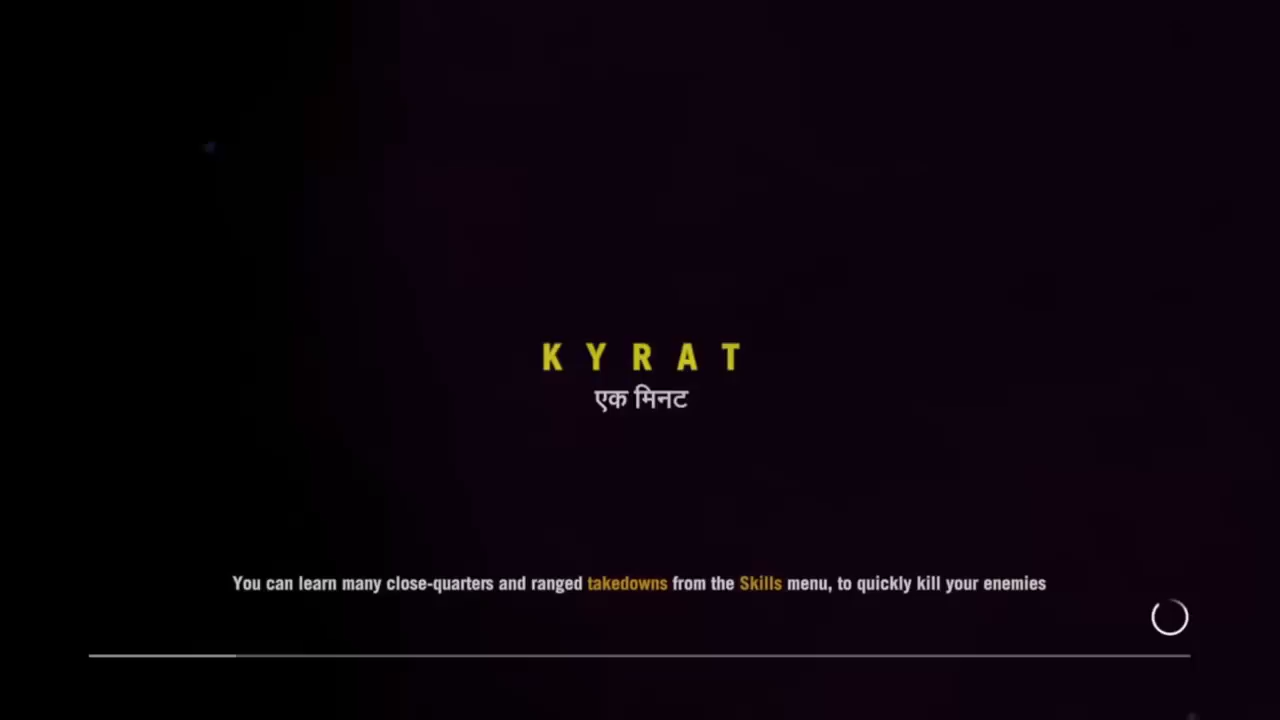 KYRAT
एक मिनट
You can learn many close-quarters and ranged takedowns from the Skills menu, to quickly kill your enemies